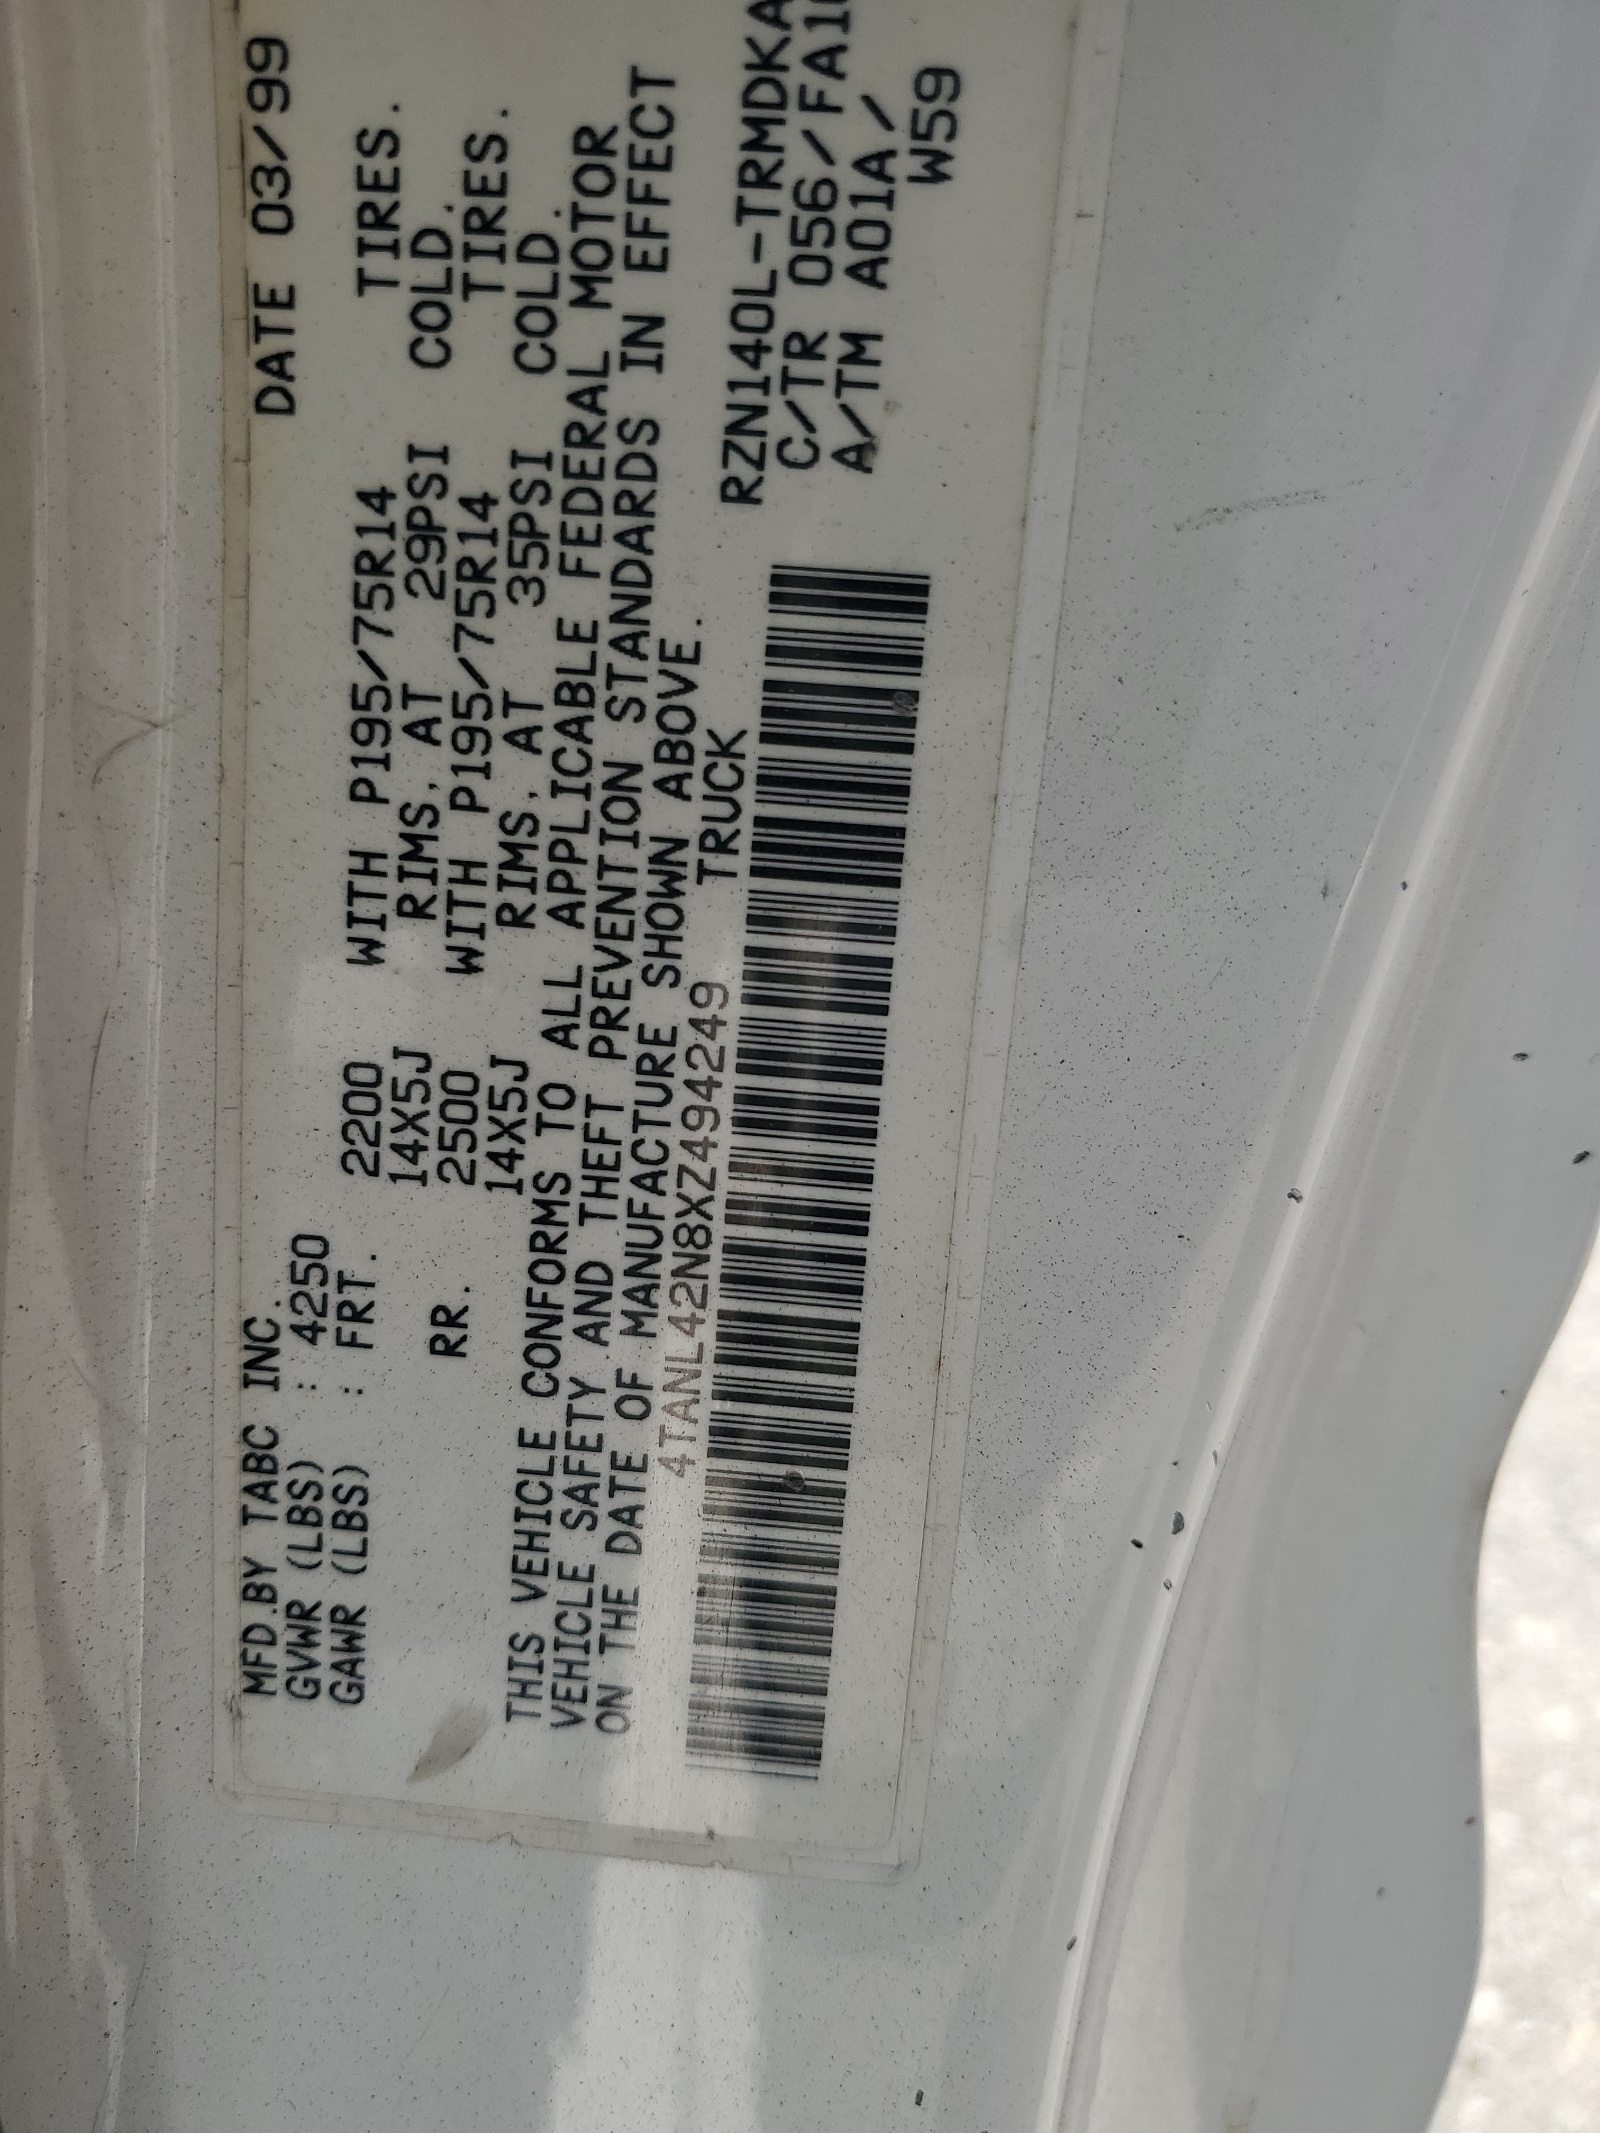 MFD.BY TABC INC. DATE 03/99
GVWR (LBS) : 4250
GAWR (LBS) : FRT. 2200 WITH P195/75R14 TIRES.
14X5J RIMS, AT 29PSI COLD.
RR. 2500 WITH P195/75R14 TIRES.
14X5J RIMS, AT 35PSI COLD.
THIS VEHICLE CONFORMS TO ALL APPLICABLE FEDERAL MOTOR
VEHICLE SAFETY AND THEFT PREVENTION STANDARDS IN EFFECT
ON THE DATE OF MANUFACTURE SHOWN ABOVE.
4TANL42N8XZ494249 TRUCK
RZN140L-TRMDKA
C/TR 056/FA1
A/TM A01A/
W59